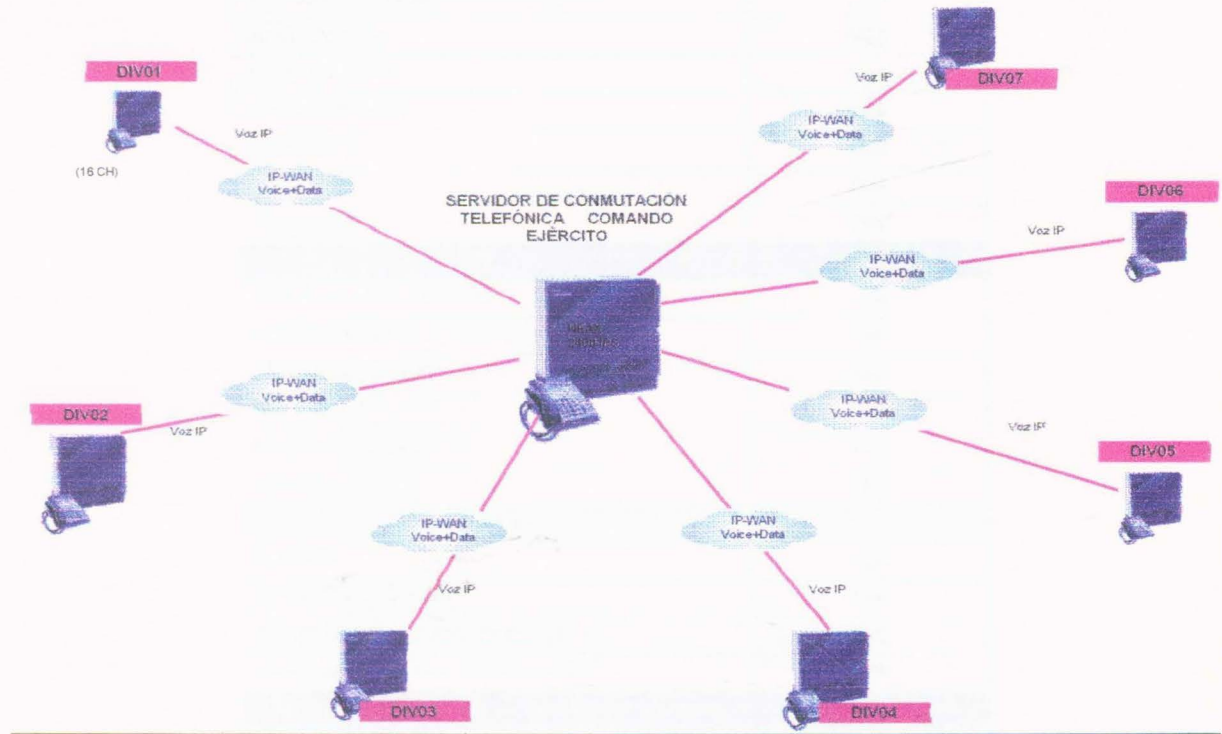 DIV01
Voz IP
(16 CH)
IP-WAN
Voice+Data
DIV07
Voz IP
IP-WAN
Voice+Data
SERVIDOR DE CONMUTACION
TELEFÓNICA COMANDO
EJÉRCITO
DIV06
Voz IP
IP-WAN
Voice+Data
DIV02
Voz IP
IP-WAN
Voice+Data
IP-WAN
Voice+Data
Voz IP
DIV05
IP-WAN
Voice+Data
Voz IP
DIV03
IP-WAN
Voice+Data
Voz IP
DIV04